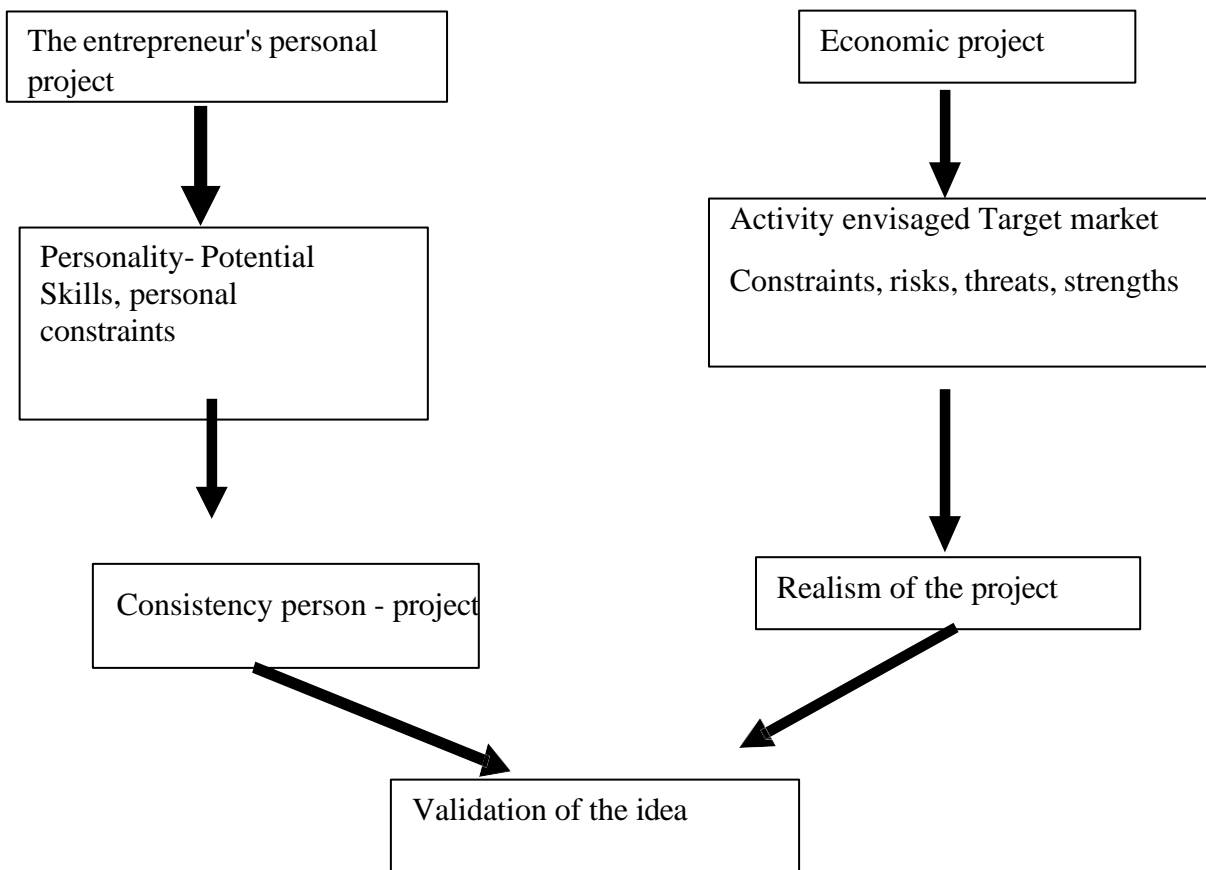 The entrepreneur's personal
project
Economic project
Personality- Potential
Skills, personal
constraints
Activity envisaged Target market
Constraints, risks, threats, strengths
Consistency person - project
Realism of the project
Validation of the idea